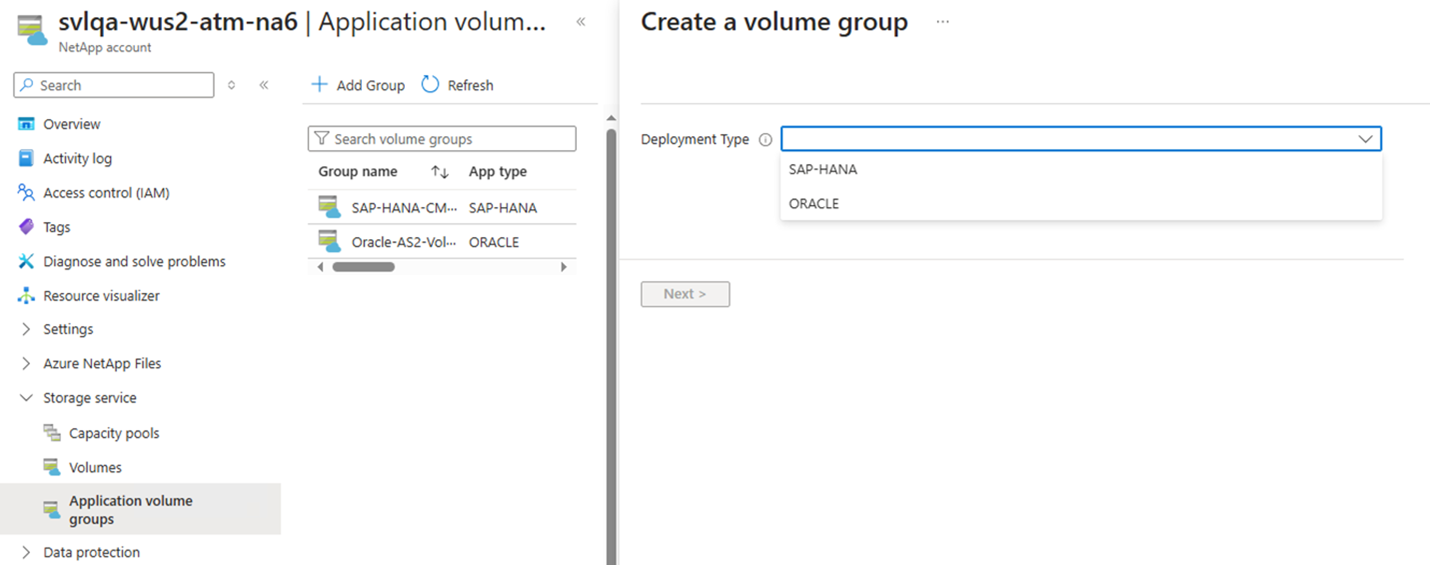 svlqa-wus2-atm-na6 | Application volum...
NetApp account
Search
Overview
Activity log
Access control (IAM)
Tags
Diagnose and solve problems
Resource visualizer
Settings
Azure NetApp Files
Storage service
Capacity pools
Volumes
Application volume
groups
Data protection
Add Group Refresh
Search volume groups
Group name App type
SAP-HANA-CM... SAP-HANA
Oracle-AS2-Vol... ORACLE
Create a volume group
Deployment Type
SAP-HANA
ORACLE
Next >